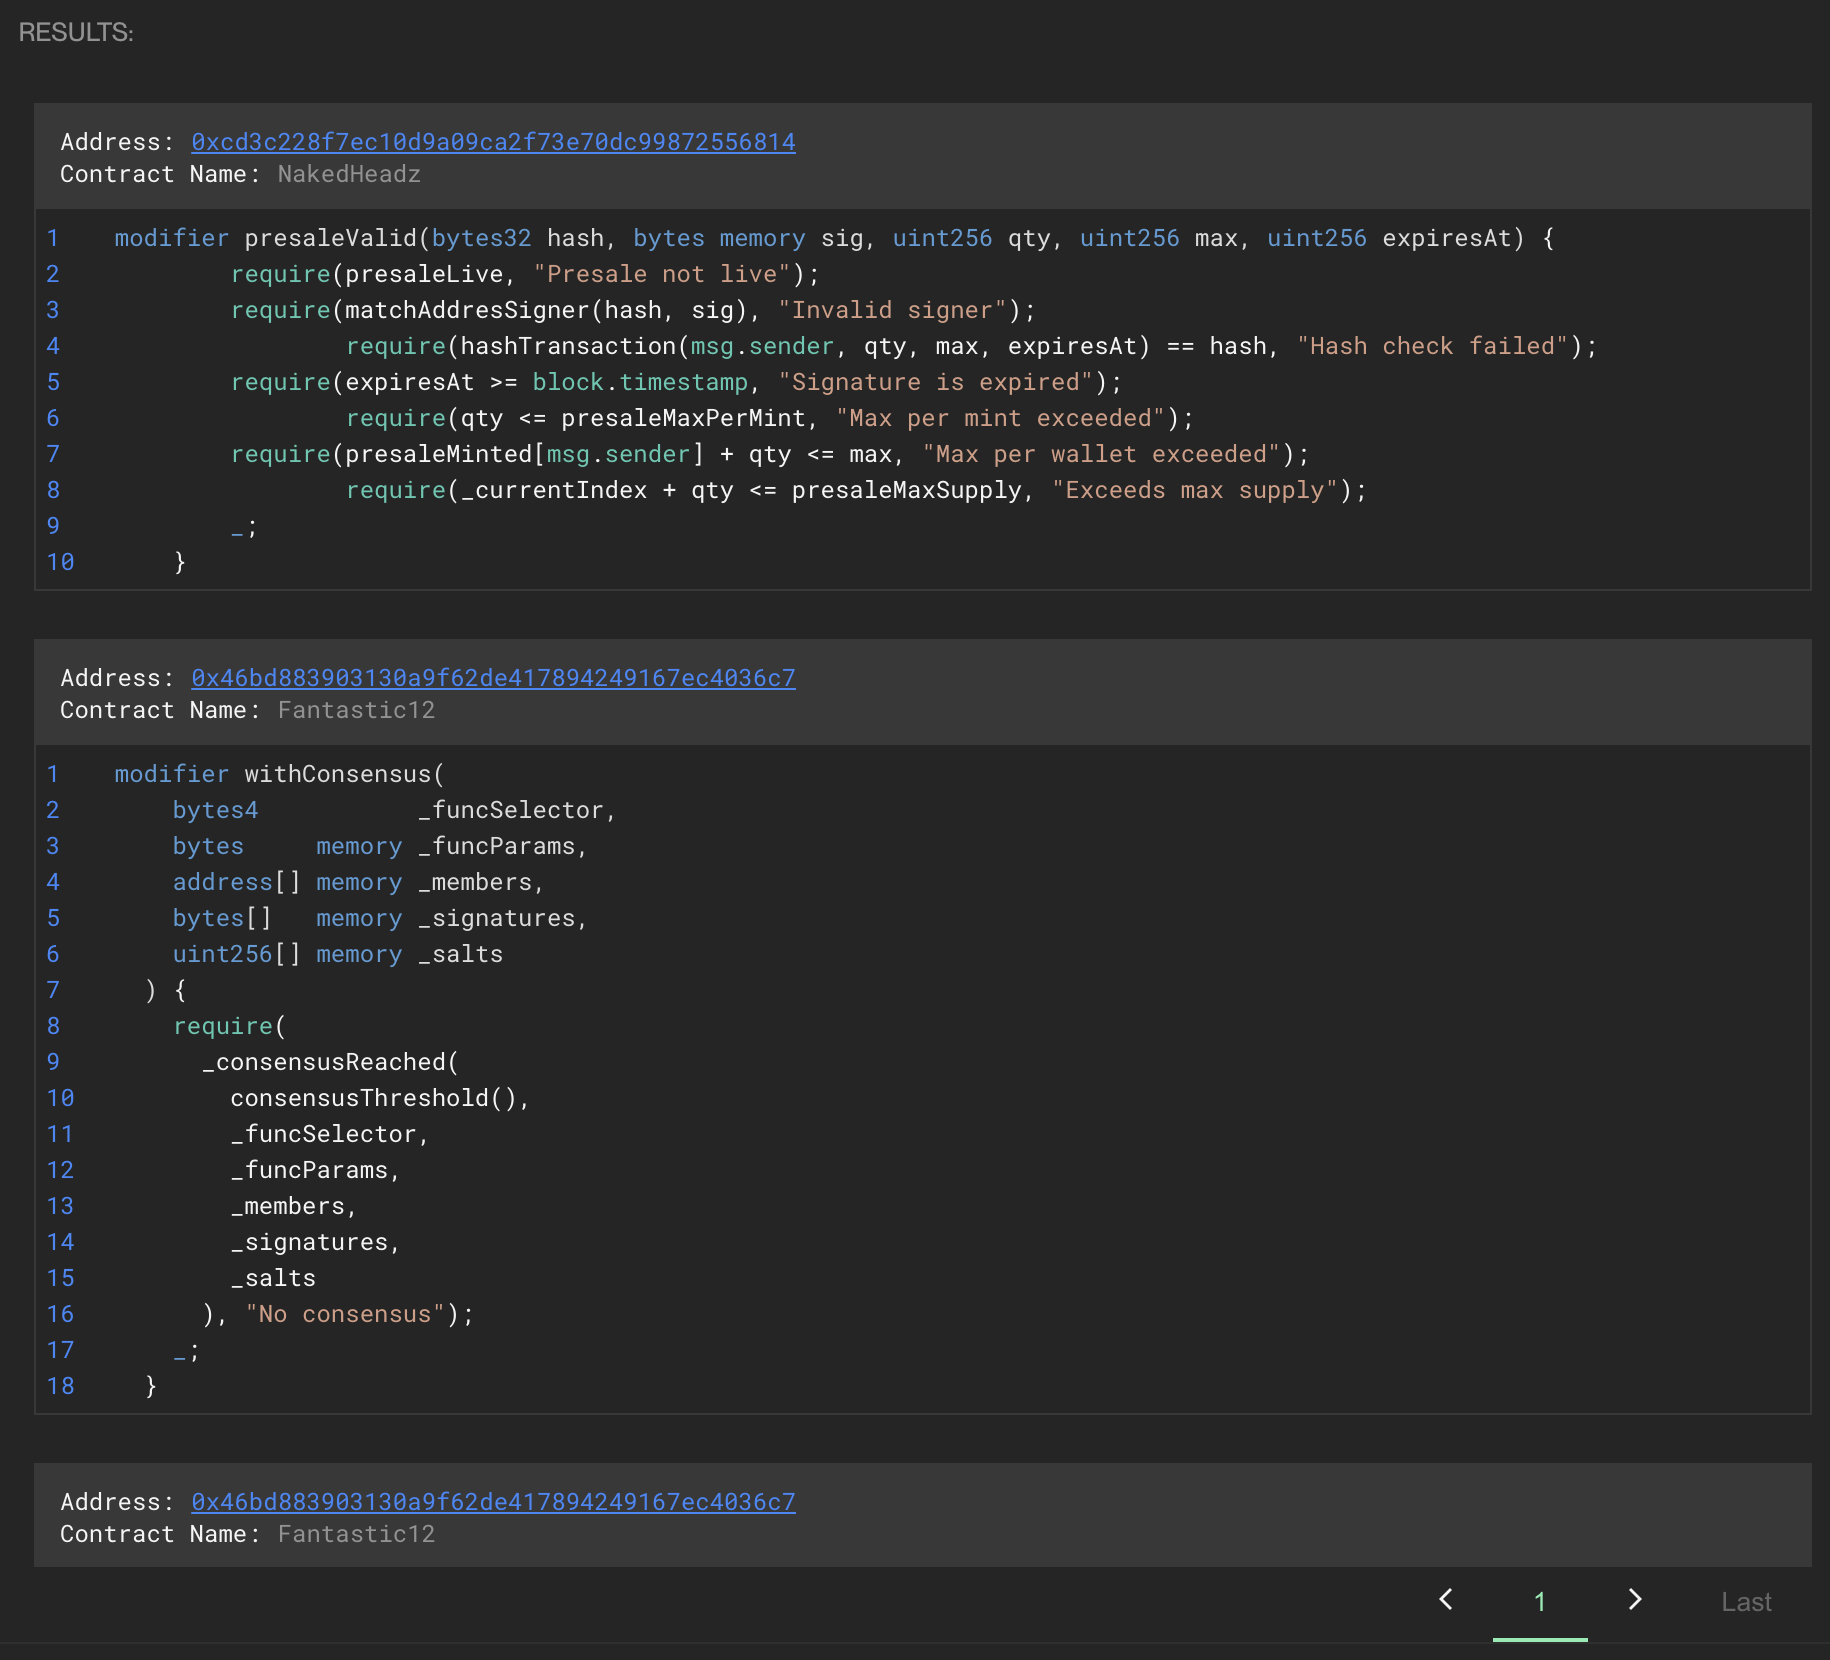 RESULTS:
Address: 0xcd3c228f7ec10d9a09ca2f73e70dc99872556814
Contract Name: NakedHeadz
1 modifier presaleValid(bytes32 hash, bytes memory sig, uint256 qty, uint256 max, uint256 expiresAt) {
2 require(presaleLive, "Presale not live");
3 require(matchAddresSigner(hash, sig), "Invalid signer");
4 require(hashTransaction(msg.sender, qty, max, expiresAt) == hash, "Hash check failed");
5 require(expiresAt >= block.timestamp, "Signature is expired");
6 require(qty <= presaleMaxPerMint, "Max per mint exceeded");
7 require(presaleMinted[msg.sender] + qty <= max, "Max per wallet exceeded");
8 require(_currentIndex + qty <= presaleMaxSupply, "Exceeds max supply");
9 _;
10 }
Address: 0x46bd883903130a9f62de417894249167ec4036c7
Contract Name: Fantastic12
1 modifier withConsensus(
2 bytes4 _funcSelector,
3 bytes memory _funcParams,
4 address[] memory _members,
5 bytes[] memory _signatures,
6 uint256[] memory _salts
7 ) {
8 require(
9 _consensusReached(
10 consensusThreshold(),
11 _funcSelector,
12 _funcParams,
13 _members,
14 _signatures,
15 _salts
16 ), "No consensus");
17 _;
18 }
Address: 0x46bd883903130a9f62de417894249167ec4036c7
Contract Name: Fantastic12
< 1 > Last